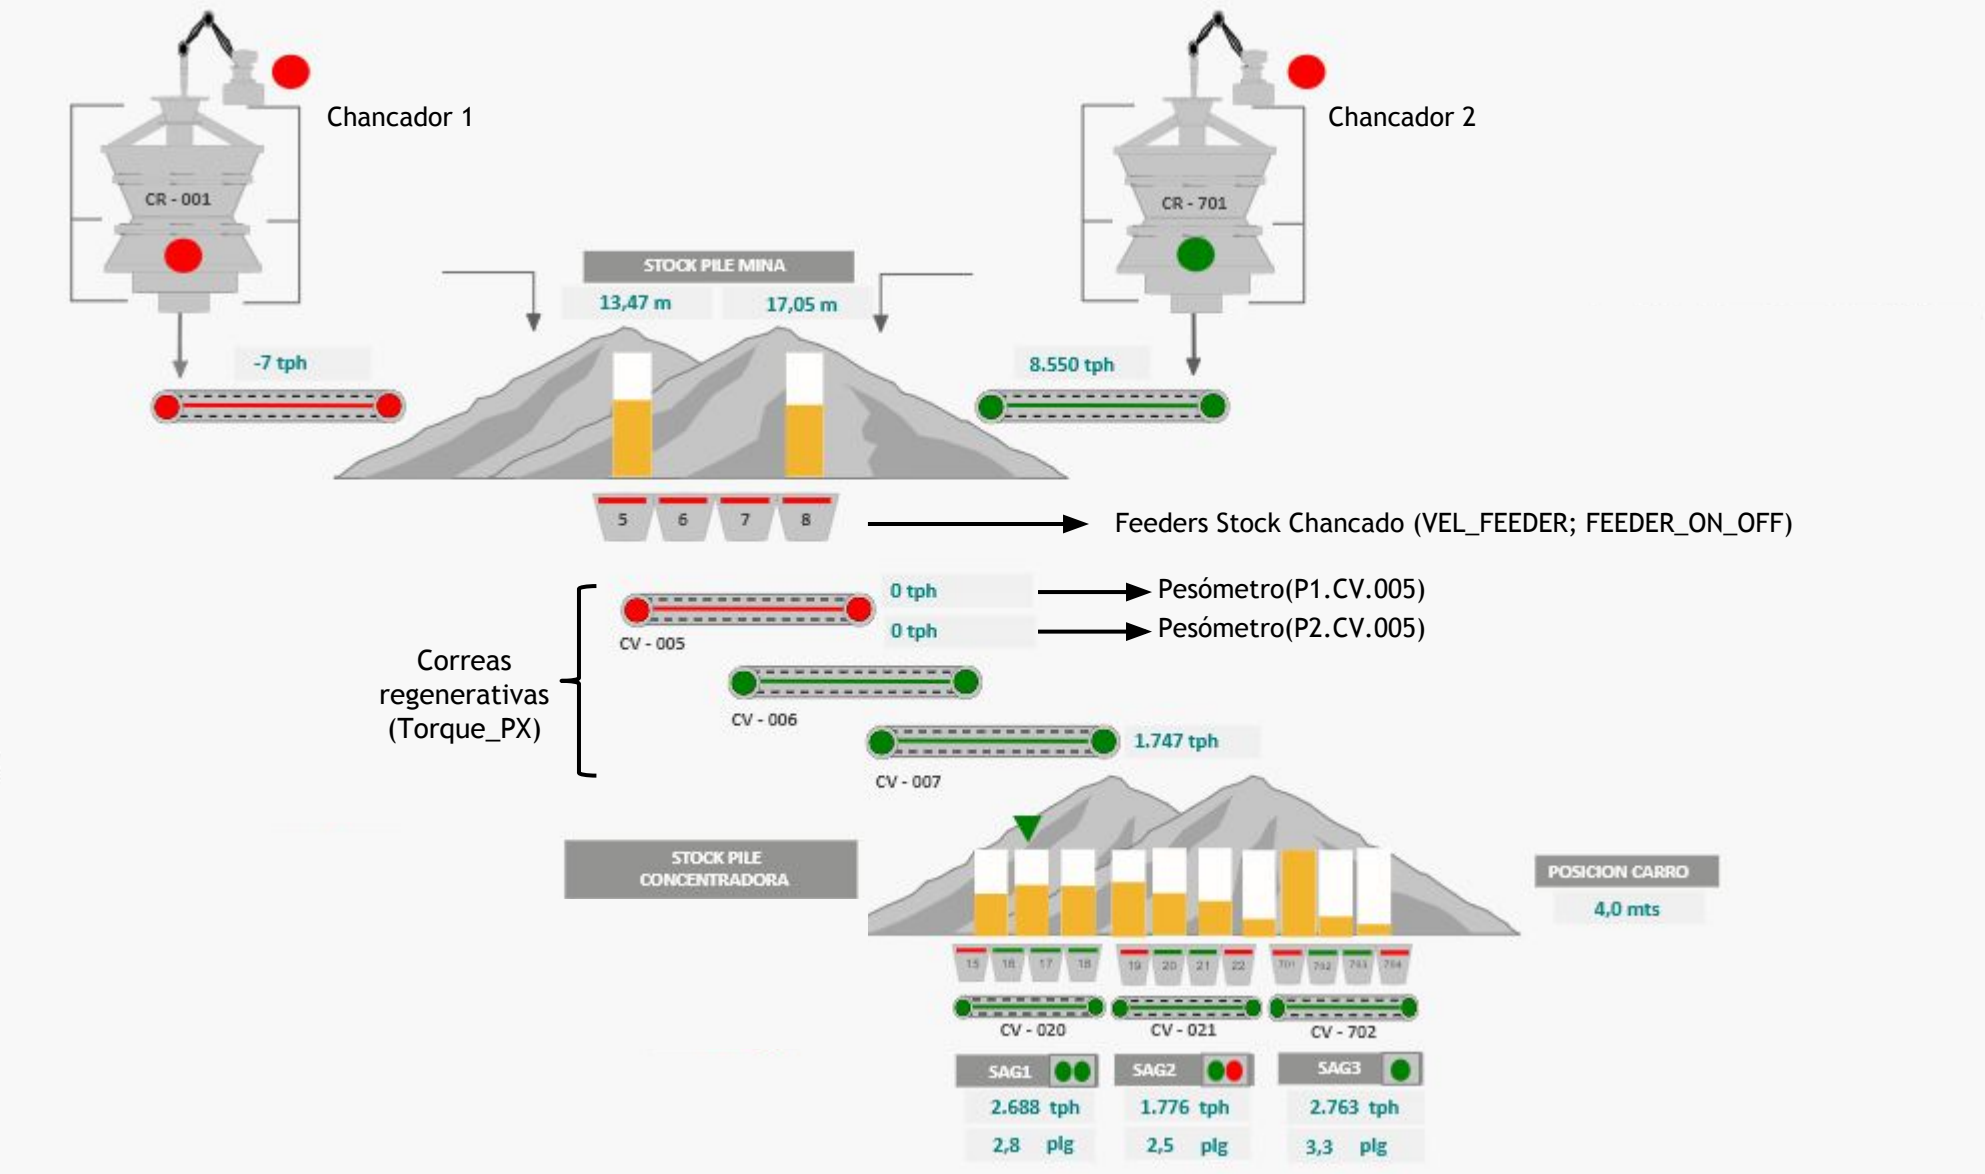 Chancador 1
Chancador 2
CR - 001
CR - 701
STOCK PILE MINA
13,47 m
17,05 m
-7 tph
8.550 tph
5
6
7
8
Feeders Stock Chancado (VEL_FEEDER; FEEDER_ON_OFF)
0 tph
Pesómetro(P1.CV.005)
0 tph
Pesómetro(P2.CV.005)
CV - 005
Correas
regenerativas
(Torque_PX)
CV - 006
1.747 tph
CV - 007
STOCK PILE
CONCENTRADORA
POSICION CARRO
4,0 mts
15
16
17
18
19
20
21
22
701
702
703
704
CV - 020
CV - 021
CV - 702
SAG1
SAG2
SAG3
2.688 tph
1.776 tph
2.763 tph
2,8 plg
2,5 plg
3,3 plg